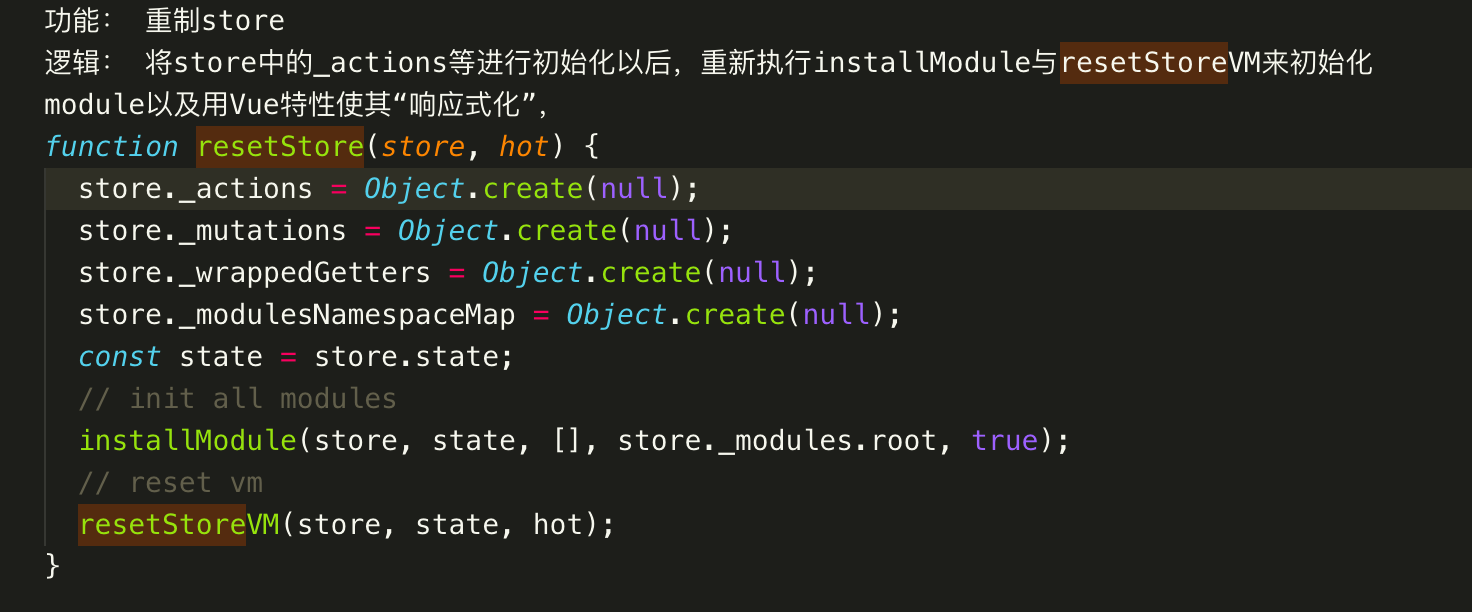 功能： 重制store
逻辑： 将store中的_actions等进行初始化以后，重新执行installModule与resetStoreVM来初始化
module以及用Vue特性使其“响应式化”，
function resetStore(store, hot) {
  store._actions = Object.create(null);
  store._mutations = Object.create(null);
  store._wrappedGetters = Object.create(null);
  store._modulesNamespaceMap = Object.create(null);
  const state = store.state;
  // init all modules
  installModule(store, state, [], store._modules.root, true);
  // reset vm
  resetStoreVM(store, state, hot);
}